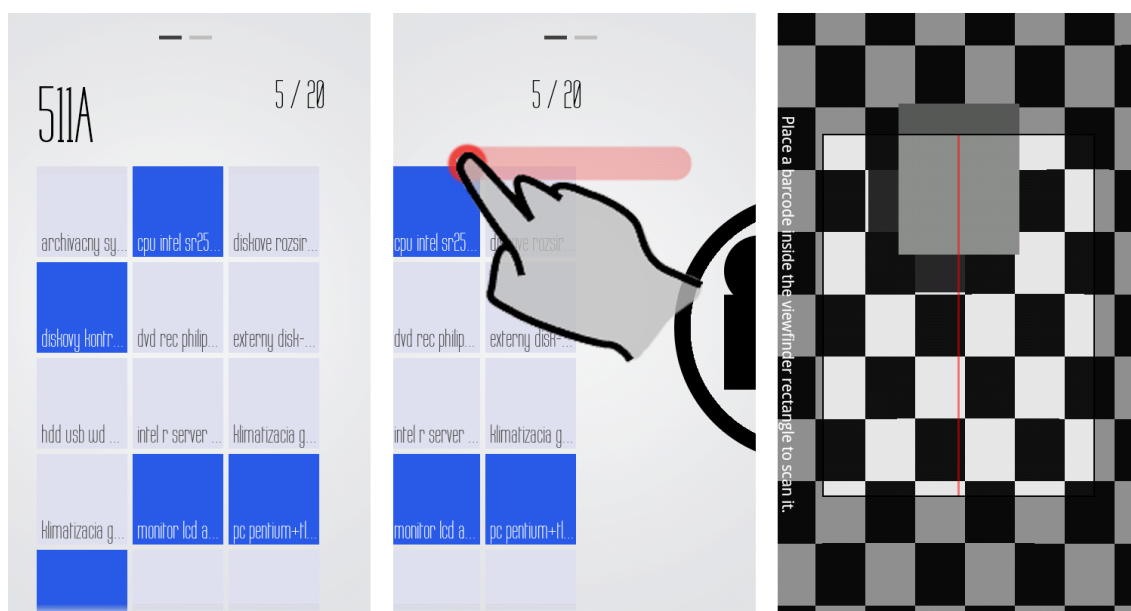 511A
5 / 20
archivacny sy...
cpu intel sr25...
diskove rozsir...
diskovy kontr...
dvd rec philip...
externy disk-...
hdd usb wd ...
intel r server ...
klimatizacia g...
klimatizacia g...
monitor lcd a...
pc pentium+t1...
5 / 20
cpu intel sr25...
diskove rozsir...
dvd rec philip...
externy disk-...
intel r server ...
klimatizacia g...
monitor lcd a...
pc pentium+t1...
Place a barcode inside the viewfinder rectangle to scan it.